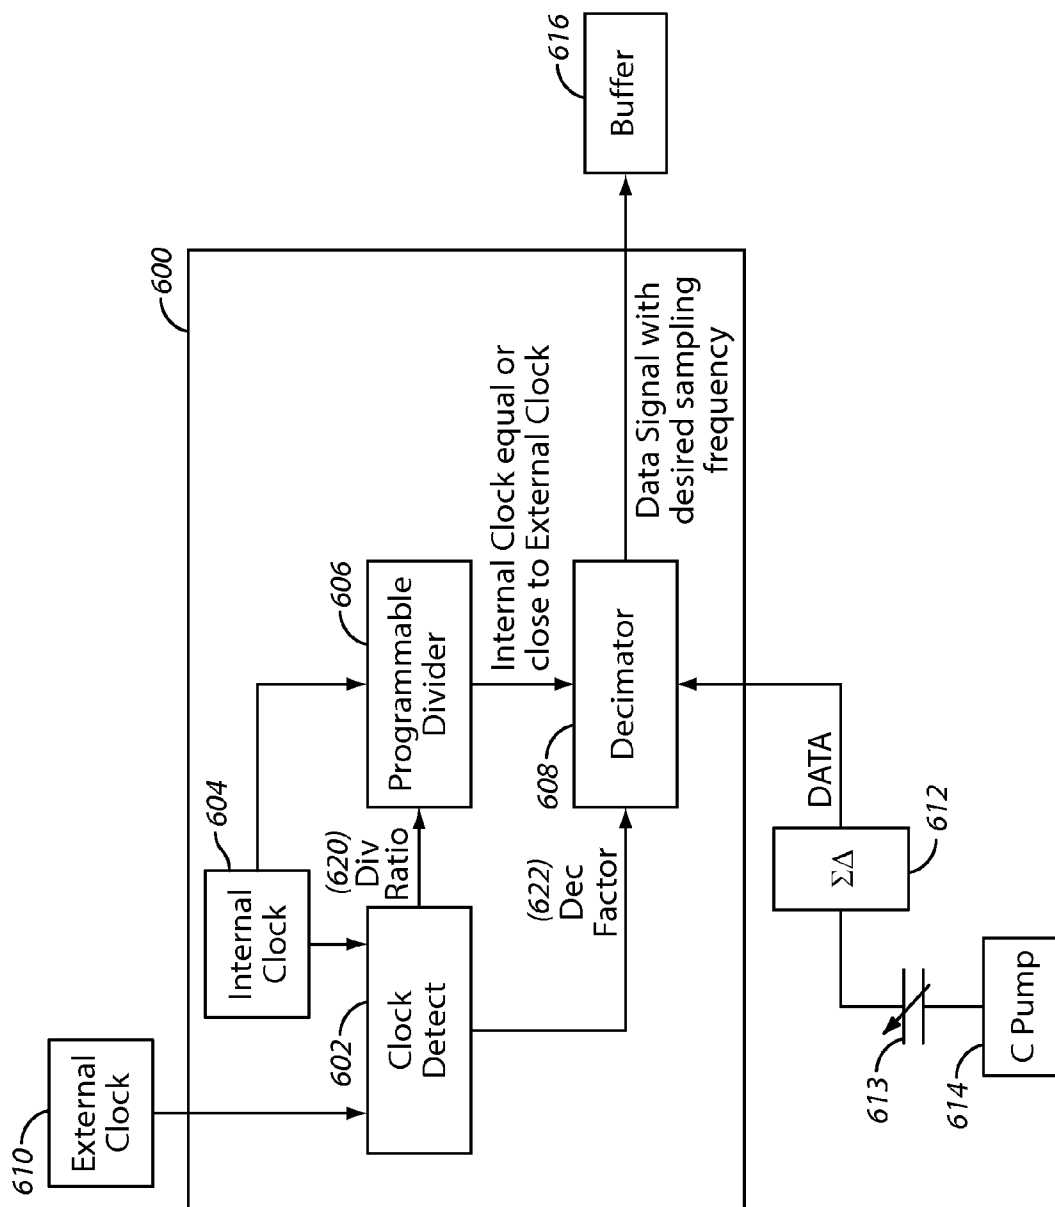 610
External
Clock
600
604
Internal
Clock
602
Clock
Detect
(620)
Div
Ratio
606
Programmable
Divider
Internal Clock equal or
close to External Clock
(622)
Dec
Factor
608
Decimator
Data Signal with
desired sampling
frequency
616
Buffer
614
C Pump
613
612
ΣΔ
DATA